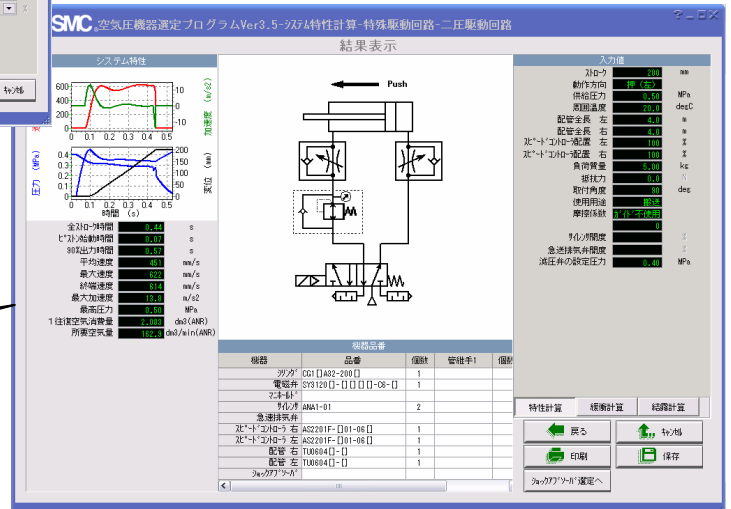 SMC 空気圧機器選定プログラムVer3.5-ｼｽﾃﾑ特性計算-特殊駆動回路-二圧駆動回路
ｷｬﾝｾﾙ
結果表示
システム特性
600
400
200
0
10
0
-10
加速度 (m/s2)
0 0.1 0.2 0.3 0.4 0.5
圧力 (MPa)
0.4
0.3
0.2
0.1
0
200
150
100
50
0
変位 (mm)
0 0.1 0.2 0.3 0.4 0.5
時間 (s)
全ｽﾄﾛｰｸ時間 0.44 s
ﾋﾟｽﾄﾝ始動時間 0.07 s
90%出力時間 0.57 s
平均速度 451 mm/s
最大速度 622 mm/s
終端速度 614 mm/s
最大加速度 13.8 m/s2
最高圧力 0.50 MPa
1往復空気消費量 2.083 dm3(ANR)
所要空気量 162.9 dm3/min(ANR)
Push
機器品番
機器 品番 個数 管継手1 個数
ｼﾘﾝﾀﾞ CG1[]A32-200[] 1
電磁弁 SY3120[]-[][][][]-C6-[] 1
ﾏﾆﾎｰﾙﾄﾞ
ｻｲﾚﾝｻ ANA1-01 2
急速排気弁
ｽﾋﾟｰﾄﾞｺﾝﾄﾛｰﾗ 右 AS2201F-[]01-06[] 1
ｽﾋﾟｰﾄﾞｺﾝﾄﾛｰﾗ 左 AS2201F-[]01-06[] 1
配管 右 TU0604[]-[] 1
配管 左 TU0604[]-[] 1
ｼｮｯｸｱﾌﾞｿｰﾊﾞ
入力値
ｽﾄﾛｰｸ 200 mm
動作方向 押 (左)
供給圧力 0.50 MPa
周囲温度 20.0 degC
配管全長 左 4.0 m
配管全長 右 4.0 m
ｽﾋﾟｰﾄﾞｺﾝﾄﾛｰﾗ配置 左 100 %
ｽﾋﾟｰﾄﾞｺﾝﾄﾛｰﾗ配置 右 100 %
負荷質量 5.00 kg
抵抗力 0.0 N
取付角度 90 deg
使用用途 搬送
摩擦係数 ｶﾞｲﾄﾞ不使用
0
ｻｲﾚﾝｻ開度 %
急速排気弁開度 %
減圧弁の設定圧力 0.40 MPa
特性計算 緩衝計算 結露計算
戻る ｷｬﾝｾﾙ
印刷 保存
ｼｮｯｸｱﾌﾞｿｰﾊﾞ選定へ